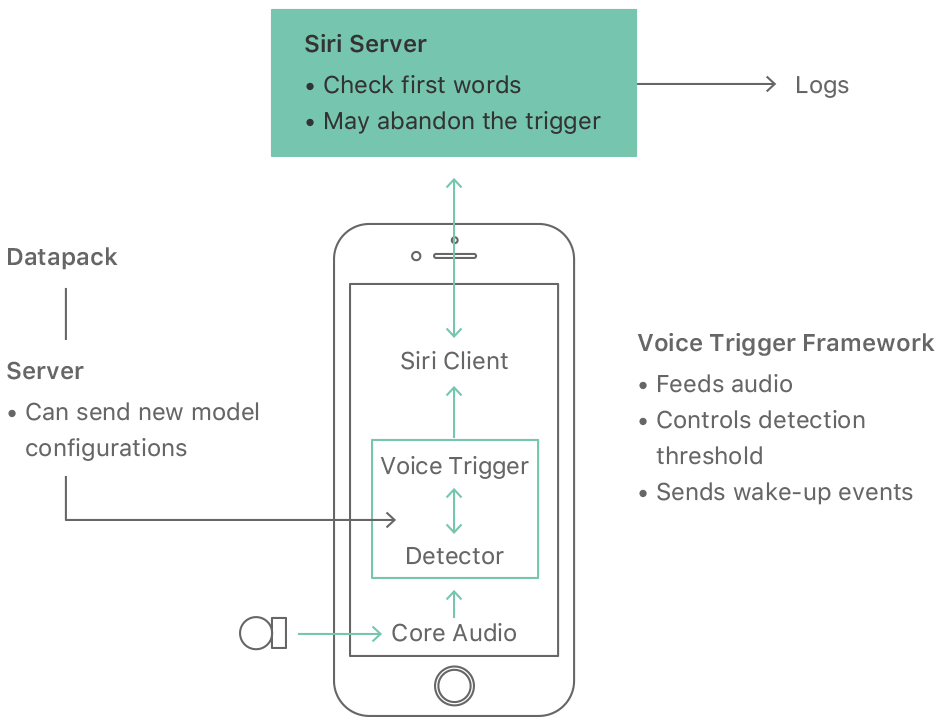 Siri Server
• Check first words
• May abandon the trigger
Logs
Datapack
Server
• Can send new model
configurations
Siri Client
Voice Trigger
Detector
Core Audio
Voice Trigger Framework
• Feeds audio
• Controls detection
threshold
• Sends wake-up events